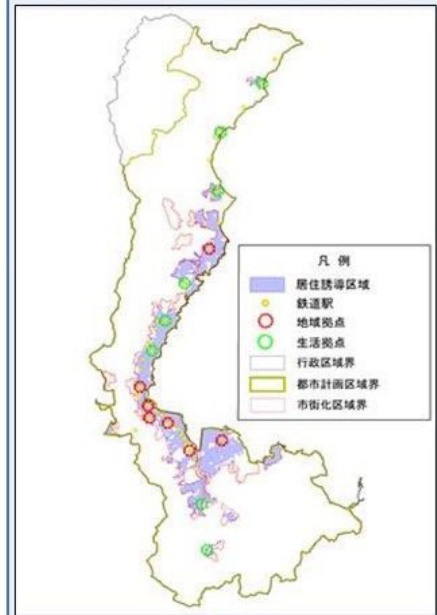 凡例
居住誘導区域
鉄道駅
地域拠点
生活拠点
行政区域界
都市計画区域界
市街化区域界